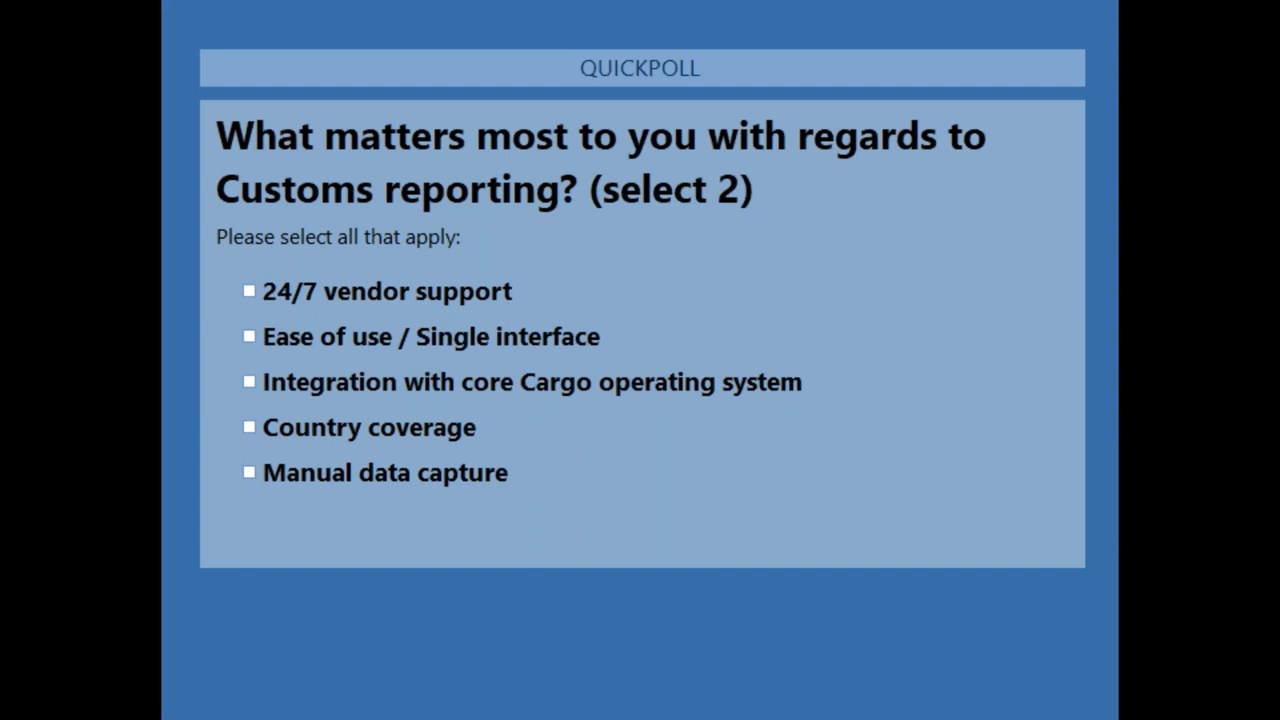 QUICKPOLL
What matters most to you with regards to
Customs reporting? (select 2)
Please select all that apply:
24/7 vendor support
Ease of use / Single interface
Integration with core Cargo operating system
Country coverage
Manual data capture